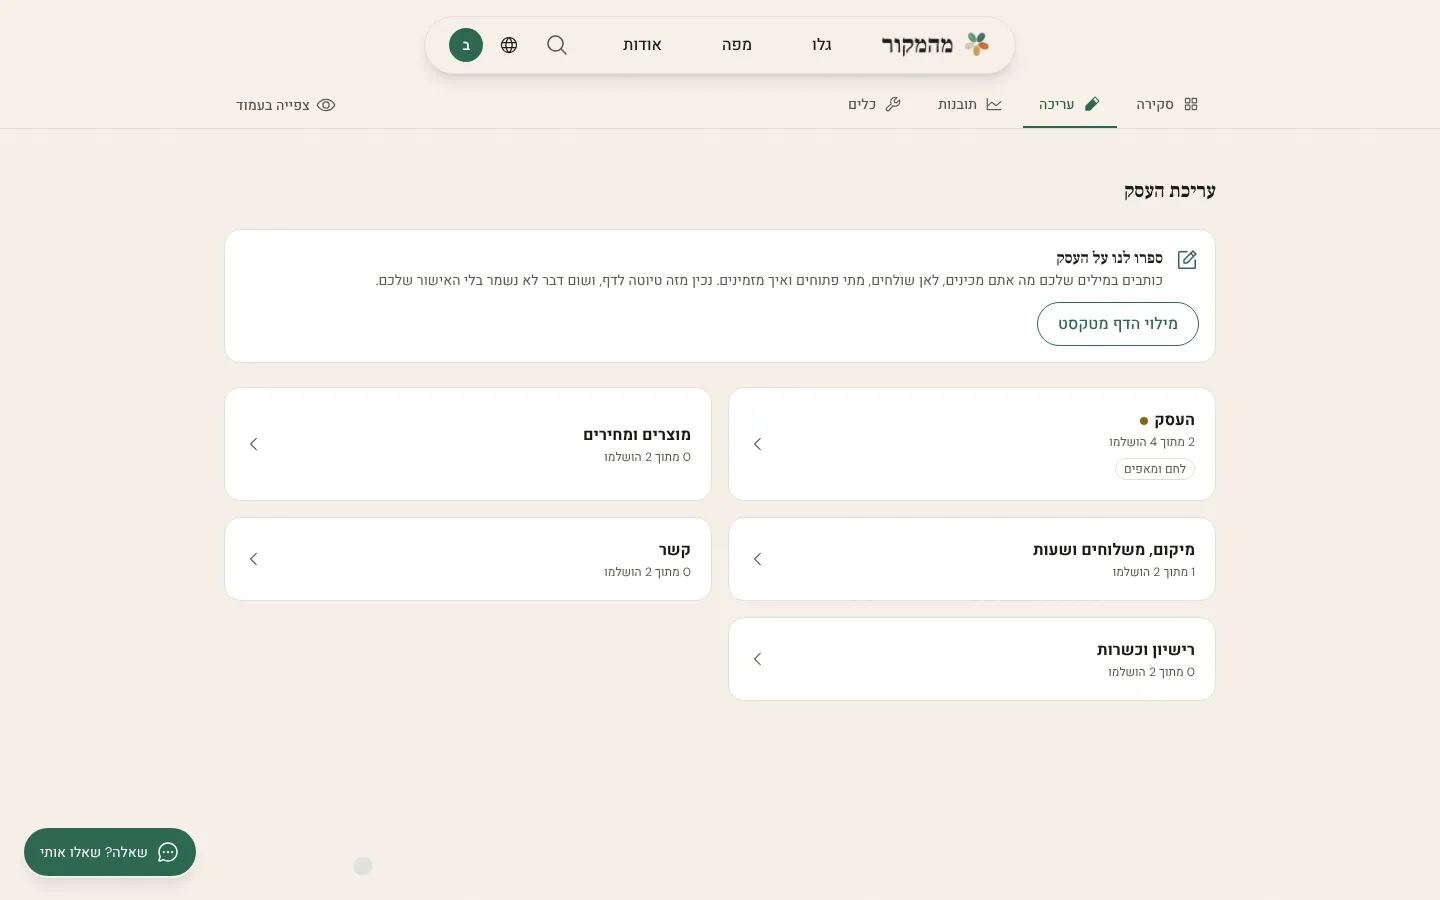 מהמקור
גלו
מפה
אודות
ב
סקירה
עריכה
תובנות
כלים
צפייה בעמוד
עריכת העסק
ספרו לנו על העסק
כותבים במילים שלכם מה אתם מכינים, לאן שולחים, מתי פתוחים ואיך מזמינים. נכין מזה טיוטה לדף, ושום דבר לא נשמר בלי האישור שלכם.
מילוי הדף מטקסט
העסק
2 מתוך 4 הושלמו
לחם ומאפים
מוצרים ומחירים
0 מתוך 2 הושלמו
מיקום, משלוחים ושעות
1 מתוך 2 הושלמו
קשר
0 מתוך 2 הושלמו
רישיון וכשרות
0 מתוך 2 הושלמו
שאלה? שאלו אותי